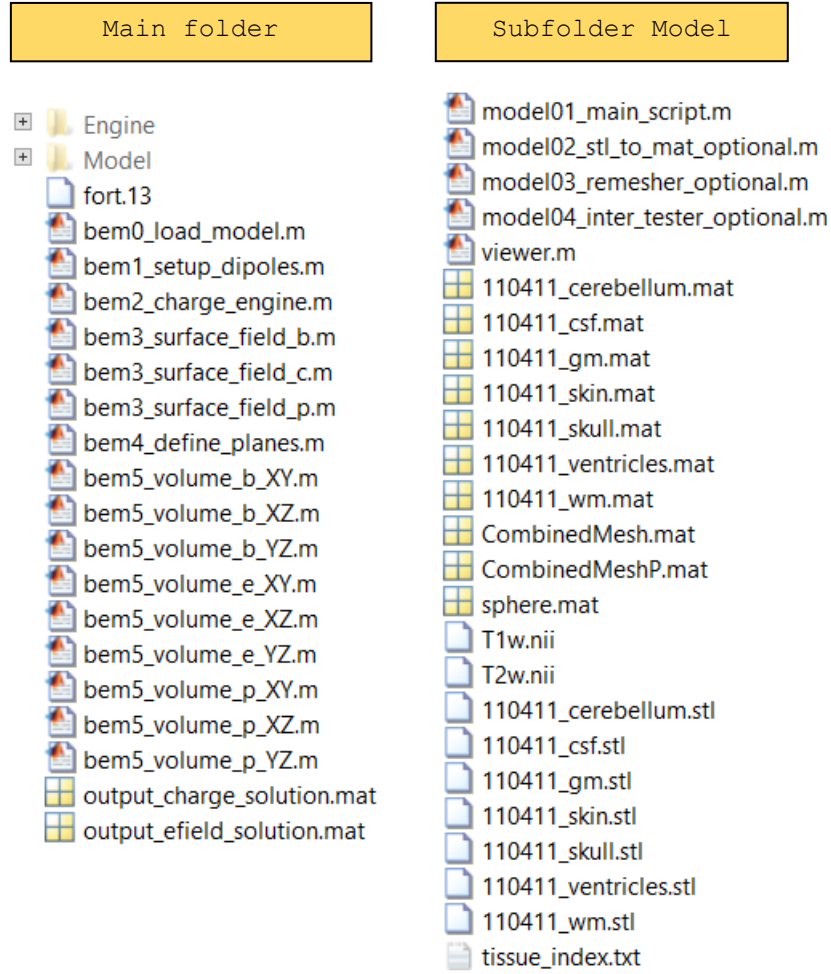 Main folder
Engine
Model
fort.13
bem0_load_model.m
bem1_setup_dipoles.m
bem2_charge_engine.m
bem3_surface_field_b.m
bem3_surface_field_c.m
bem3_surface_field_p.m
bem4_define_planes.m
bem5_volume_b_XY.m
bem5_volume_b_XZ.m
bem5_volume_b_YZ.m
bem5_volume_e_XY.m
bem5_volume_e_XZ.m
bem5_volume_e_YZ.m
bem5_volume_p_XY.m
bem5_volume_p_XZ.m
bem5_volume_p_YZ.m
output_charge_solution.mat
output_efield_solution.mat
Subfolder Model
model01_main_script.m
model02_stl_to_mat_optional.m
model03_remesher_optional.m
model04_inter_tester_optional.m
viewer.m
110411_cerebellum.mat
110411_csf.mat
110411_gm.mat
110411_skin.mat
110411_skull.mat
110411_ventricles.mat
110411_wm.mat
CombinedMesh.mat
CombinedMeshP.mat
sphere.mat
T1w.nii
T2w.nii
110411_cerebellum.stl
110411_csf.stl
110411_gm.stl
110411_skin.stl
110411_skull.stl
110411_ventricles.stl
110411_wm.stl
tissue_index.txt